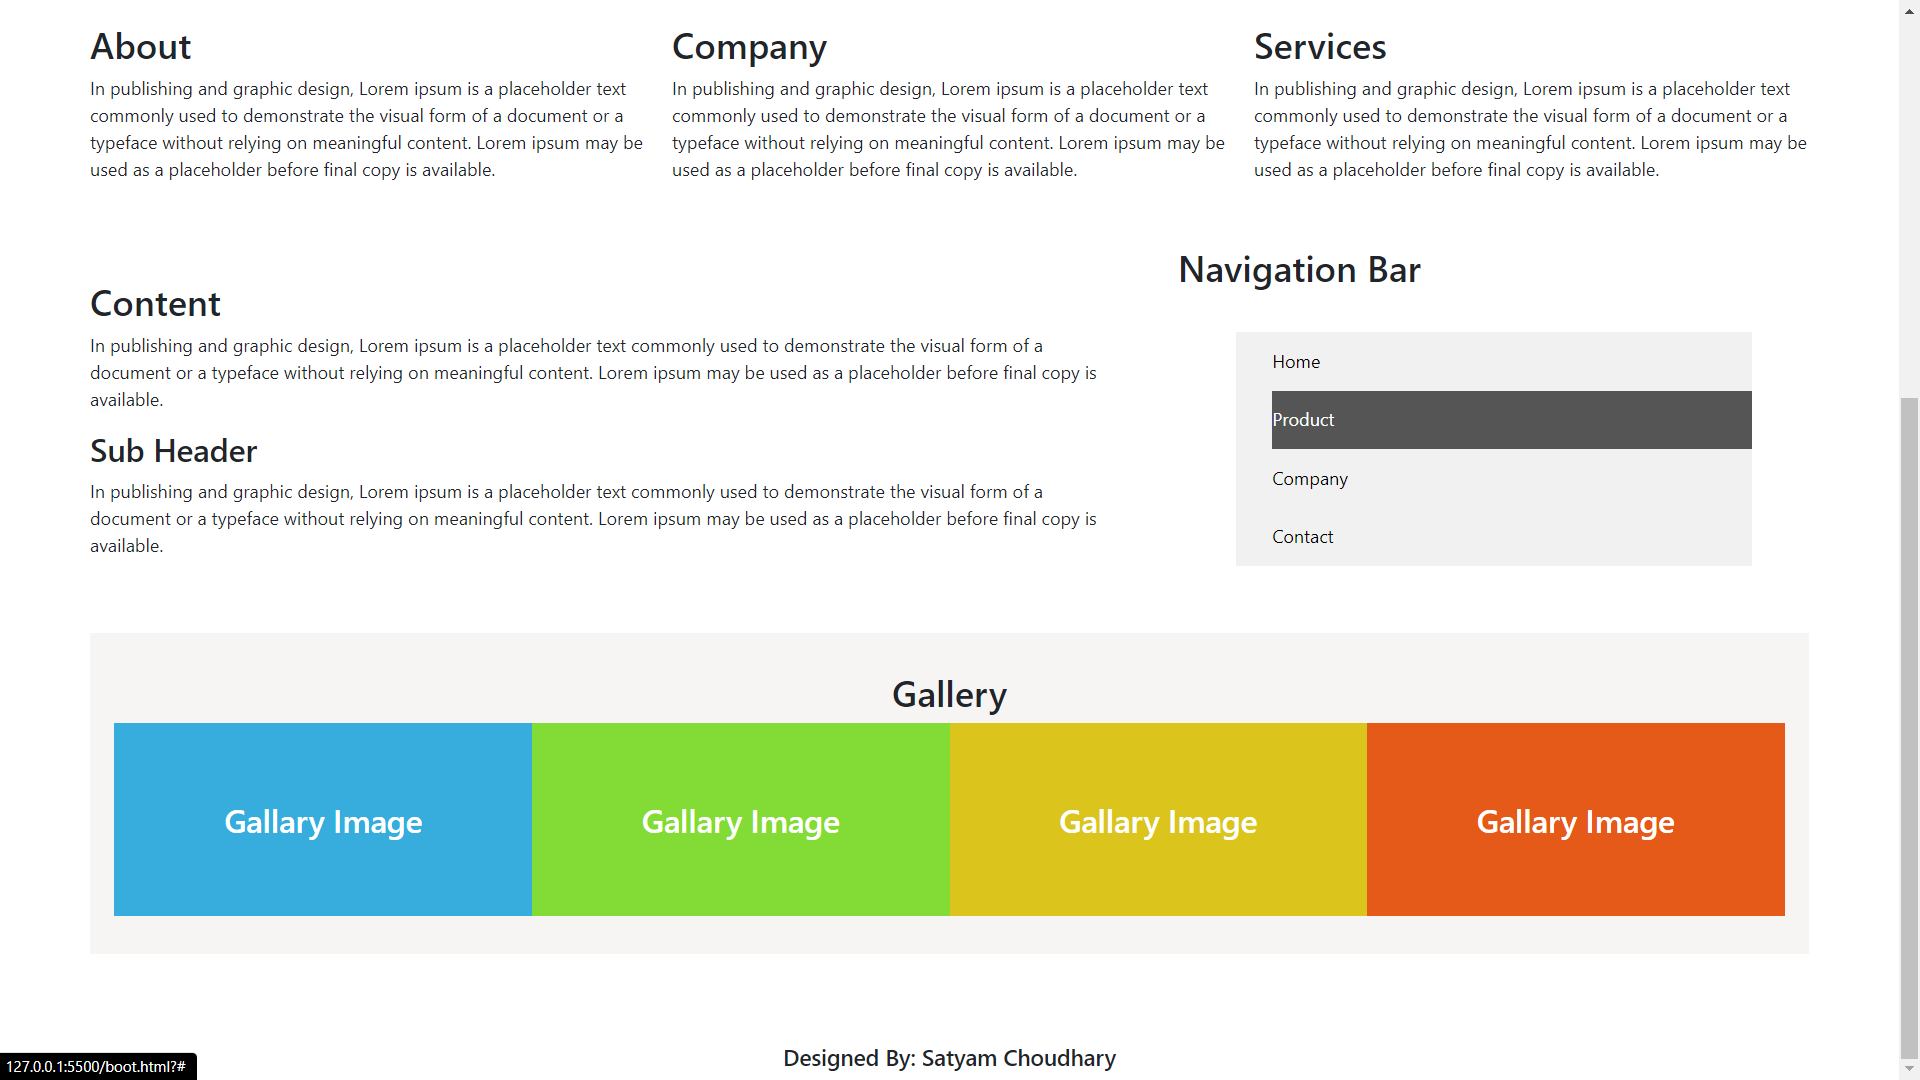 About
In publishing and graphic design, Lorem ipsum is a placeholder text
commonly used to demonstrate the visual form of a document or a
typeface without relying on meaningful content. Lorem ipsum may be
used as a placeholder before final copy is available.
Company
In publishing and graphic design, Lorem ipsum is a placeholder text
commonly used to demonstrate the visual form of a document or a
typeface without relying on meaningful content. Lorem ipsum may be
used as a placeholder before final copy is available.
Services
In publishing and graphic design, Lorem ipsum is a placeholder text
commonly used to demonstrate the visual form of a document or a
typeface without relying on meaningful content. Lorem ipsum may be
used as a placeholder before final copy is available.
Content
In publishing and graphic design, Lorem ipsum is a placeholder text commonly used to demonstrate the visual form of a
document or a typeface without relying on meaningful content. Lorem ipsum may be used as a placeholder before final copy is
available.
Sub Header
In publishing and graphic design, Lorem ipsum is a placeholder text commonly used to demonstrate the visual form of a
document or a typeface without relying on meaningful content. Lorem ipsum may be used as a placeholder before final copy is
available.
Navigation Bar
Home
Product
Company
Contact
Gallery
Gallary Image
Gallary Image
Gallary Image
Gallary Image
Designed By: Satyam Choudhary
127.0.0.1:5500/boot.html?#